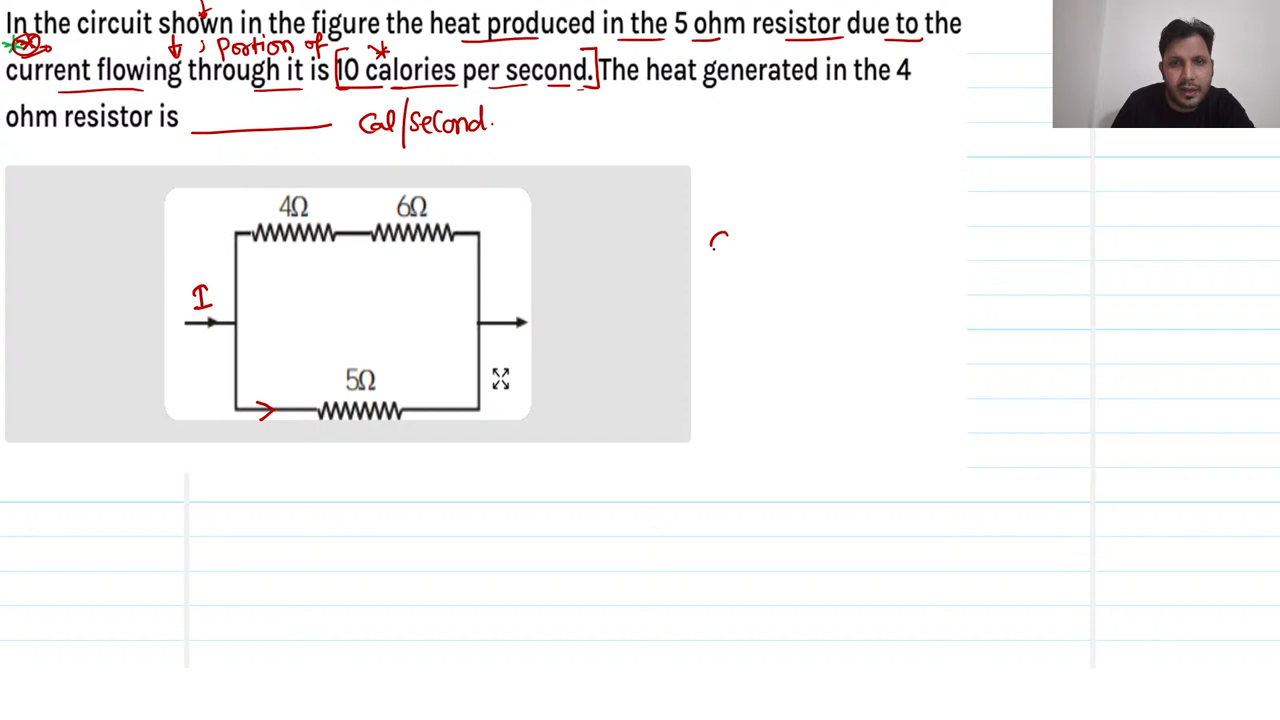 In the circuit shown in the figure the heat produced in the 5 ohm resistor due to the
; Portion of
current flowing through it is [10 calories per second.] The heat generated in the 4
ohm resistor is __________ Cal/Second.
4Ω 6Ω
I
5Ω